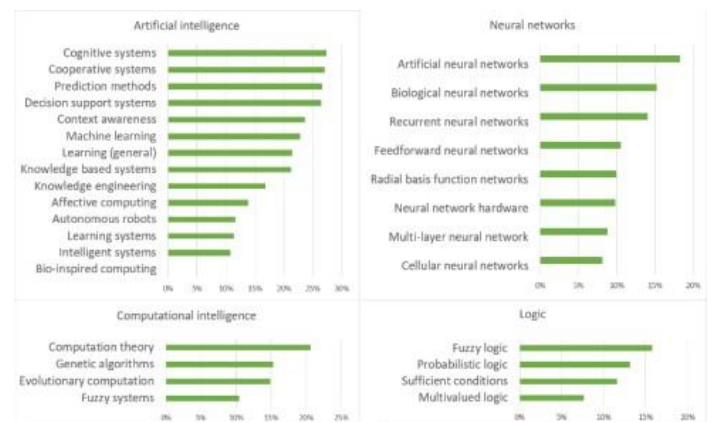 Artificial intelligence
Cognitive systems
Cooperative systems
Prediction methods
Decision support systems
Context awareness
Machine learning
Learning (general)
Knowledge based systems
Knowledge engineering
Affective computing
Autonomous robots
Learning systems
Intelligent systems
Bio-inspired computing
0% 5% 10% 15% 20% 25% 30%
Neural networks
Artificial neural networks
Biological neural networks
Recurrent neural networks
Feedforward neural networks
Radial basis function networks
Neural network hardware
Multi-layer neural network
Cellular neural networks
0% 5% 10% 15% 20%
Computational intelligence
Computation theory
Genetic algorithms
Evolutionary computation
Fuzzy systems
0% 5% 10% 15% 20% 25%
Logic
Fuzzy logic
Probabilistic logic
Sufficient conditions
Multivalued logic
0% 5% 10% 15% 20%